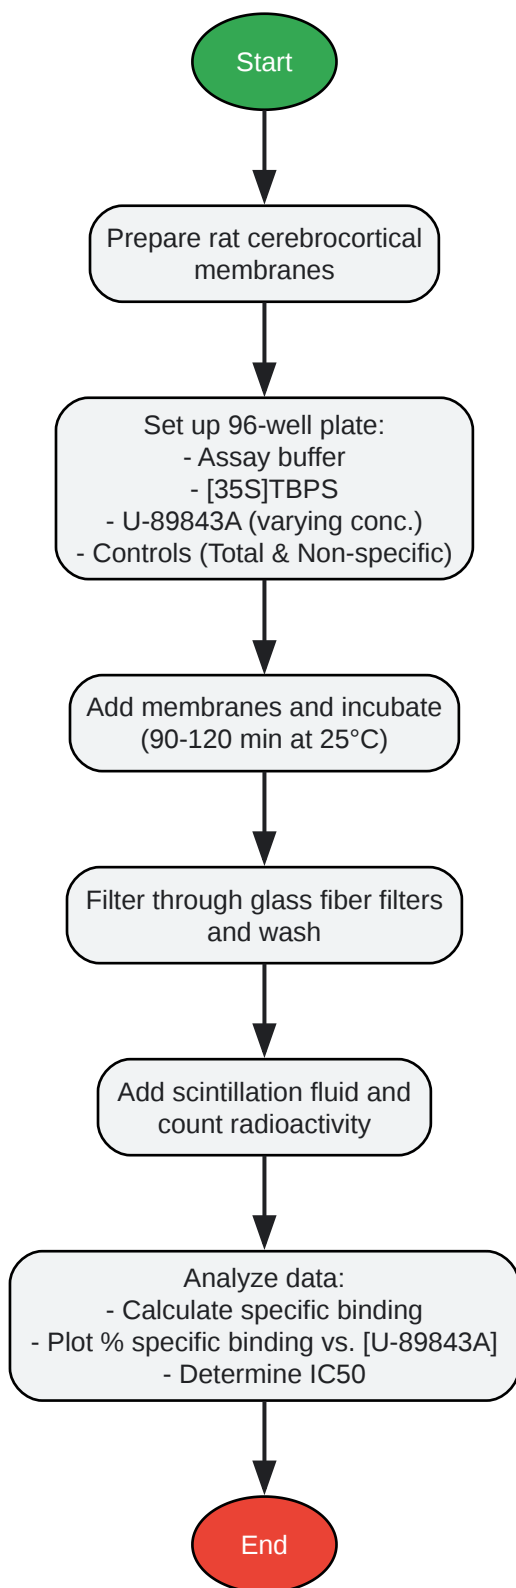 Start
Prepare rat cerebrocortical
membranes
Set up 96-well plate:
- Assay buffer
- [35S]TBPS
- U-89843A (varying conc.)
- Controls (Total & Non-specific)
Add membranes and incubate
(90-120 min at 25°C)
Filter through glass fiber filters
and wash
Add scintillation fluid and
count radioactivity
Analyze data:
- Calculate specific binding
- Plot % specific binding vs. [U-89843A]
- Determine IC50
End